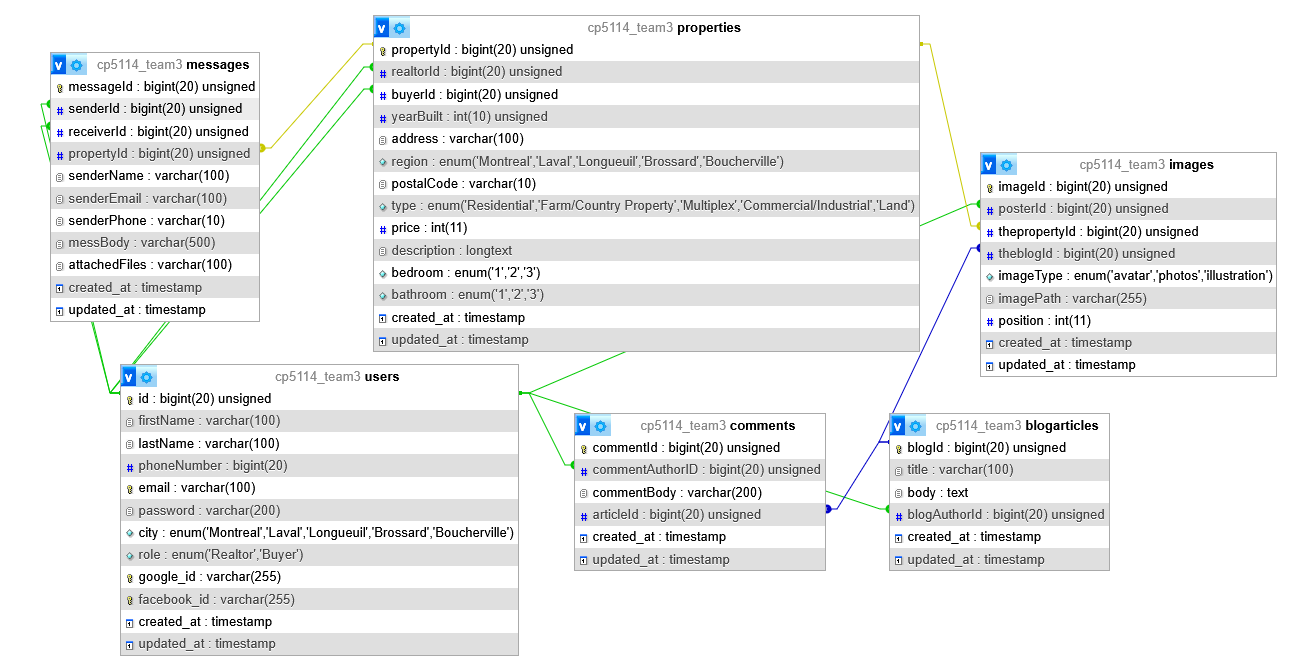 cp5114_team3 messages
messageId : bigint(20) unsigned
senderId : bigint(20) unsigned
receiverId : bigint(20) unsigned
propertyId : bigint(20) unsigned
senderName : varchar(100)
senderEmail : varchar(100)
senderPhone : varchar(10)
messBody : varchar(500)
attachedFiles : varchar(100)
created_at : timestamp
updated_at : timestamp
cp5114_team3 properties
propertyId : bigint(20) unsigned
realtorId : bigint(20) unsigned
buyerId : bigint(20) unsigned
yearBuilt : int(10) unsigned
address : varchar(100)
region : enum('Montreal','Laval','Longueuil','Brossard','Boucherville')
postalCode : varchar(10)
type : enum('Residential','Farm/Country Property','Multiplex','Commercial/Industrial','Land')
price : int(11)
description : longtext
bedroom : enum('1','2','3')
bathroom : enum('1','2','3')
created_at : timestamp
updated_at : timestamp
cp5114_team3 images
imageId : bigint(20) unsigned
posterId : bigint(20) unsigned
thepropertyId : bigint(20) unsigned
theblogId : bigint(20) unsigned
imageType : enum('avatar','photos','illustration')
imagePath : varchar(255)
position : int(11)
created_at : timestamp
updated_at : timestamp
cp5114_team3 users
id : bigint(20) unsigned
firstName : varchar(100)
lastName : varchar(100)
phoneNumber : bigint(20)
email : varchar(100)
password : varchar(200)
city : enum('Montreal','Laval','Longueuil','Brossard','Boucherville')
role : enum('Realtor','Buyer')
google_id : varchar(255)
facebook_id : varchar(255)
created_at : timestamp
updated_at : timestamp
cp5114_team3 comments
commentId : bigint(20) unsigned
commentAuthorID : bigint(20) unsigned
commentBody : varchar(200)
articleId : bigint(20) unsigned
created_at : timestamp
updated_at : timestamp
cp5114_team3 blogarticles
blogId : bigint(20) unsigned
title : varchar(100)
body : text
blogAuthorId : bigint(20) unsigned
created_at : timestamp
updated_at : timestamp